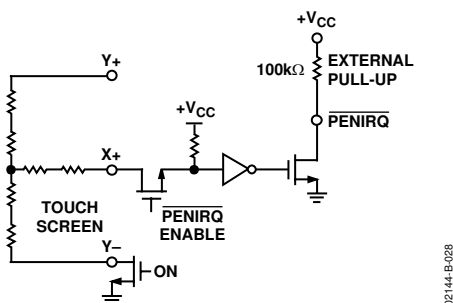 +VCC
Y+
100kΩ
EXTERNAL
PULL-UP
+VCC
PENIRQ
X+
TOUCH
SCREEN
PENIRQ
ENABLE
Y–
ON
02144-B-028